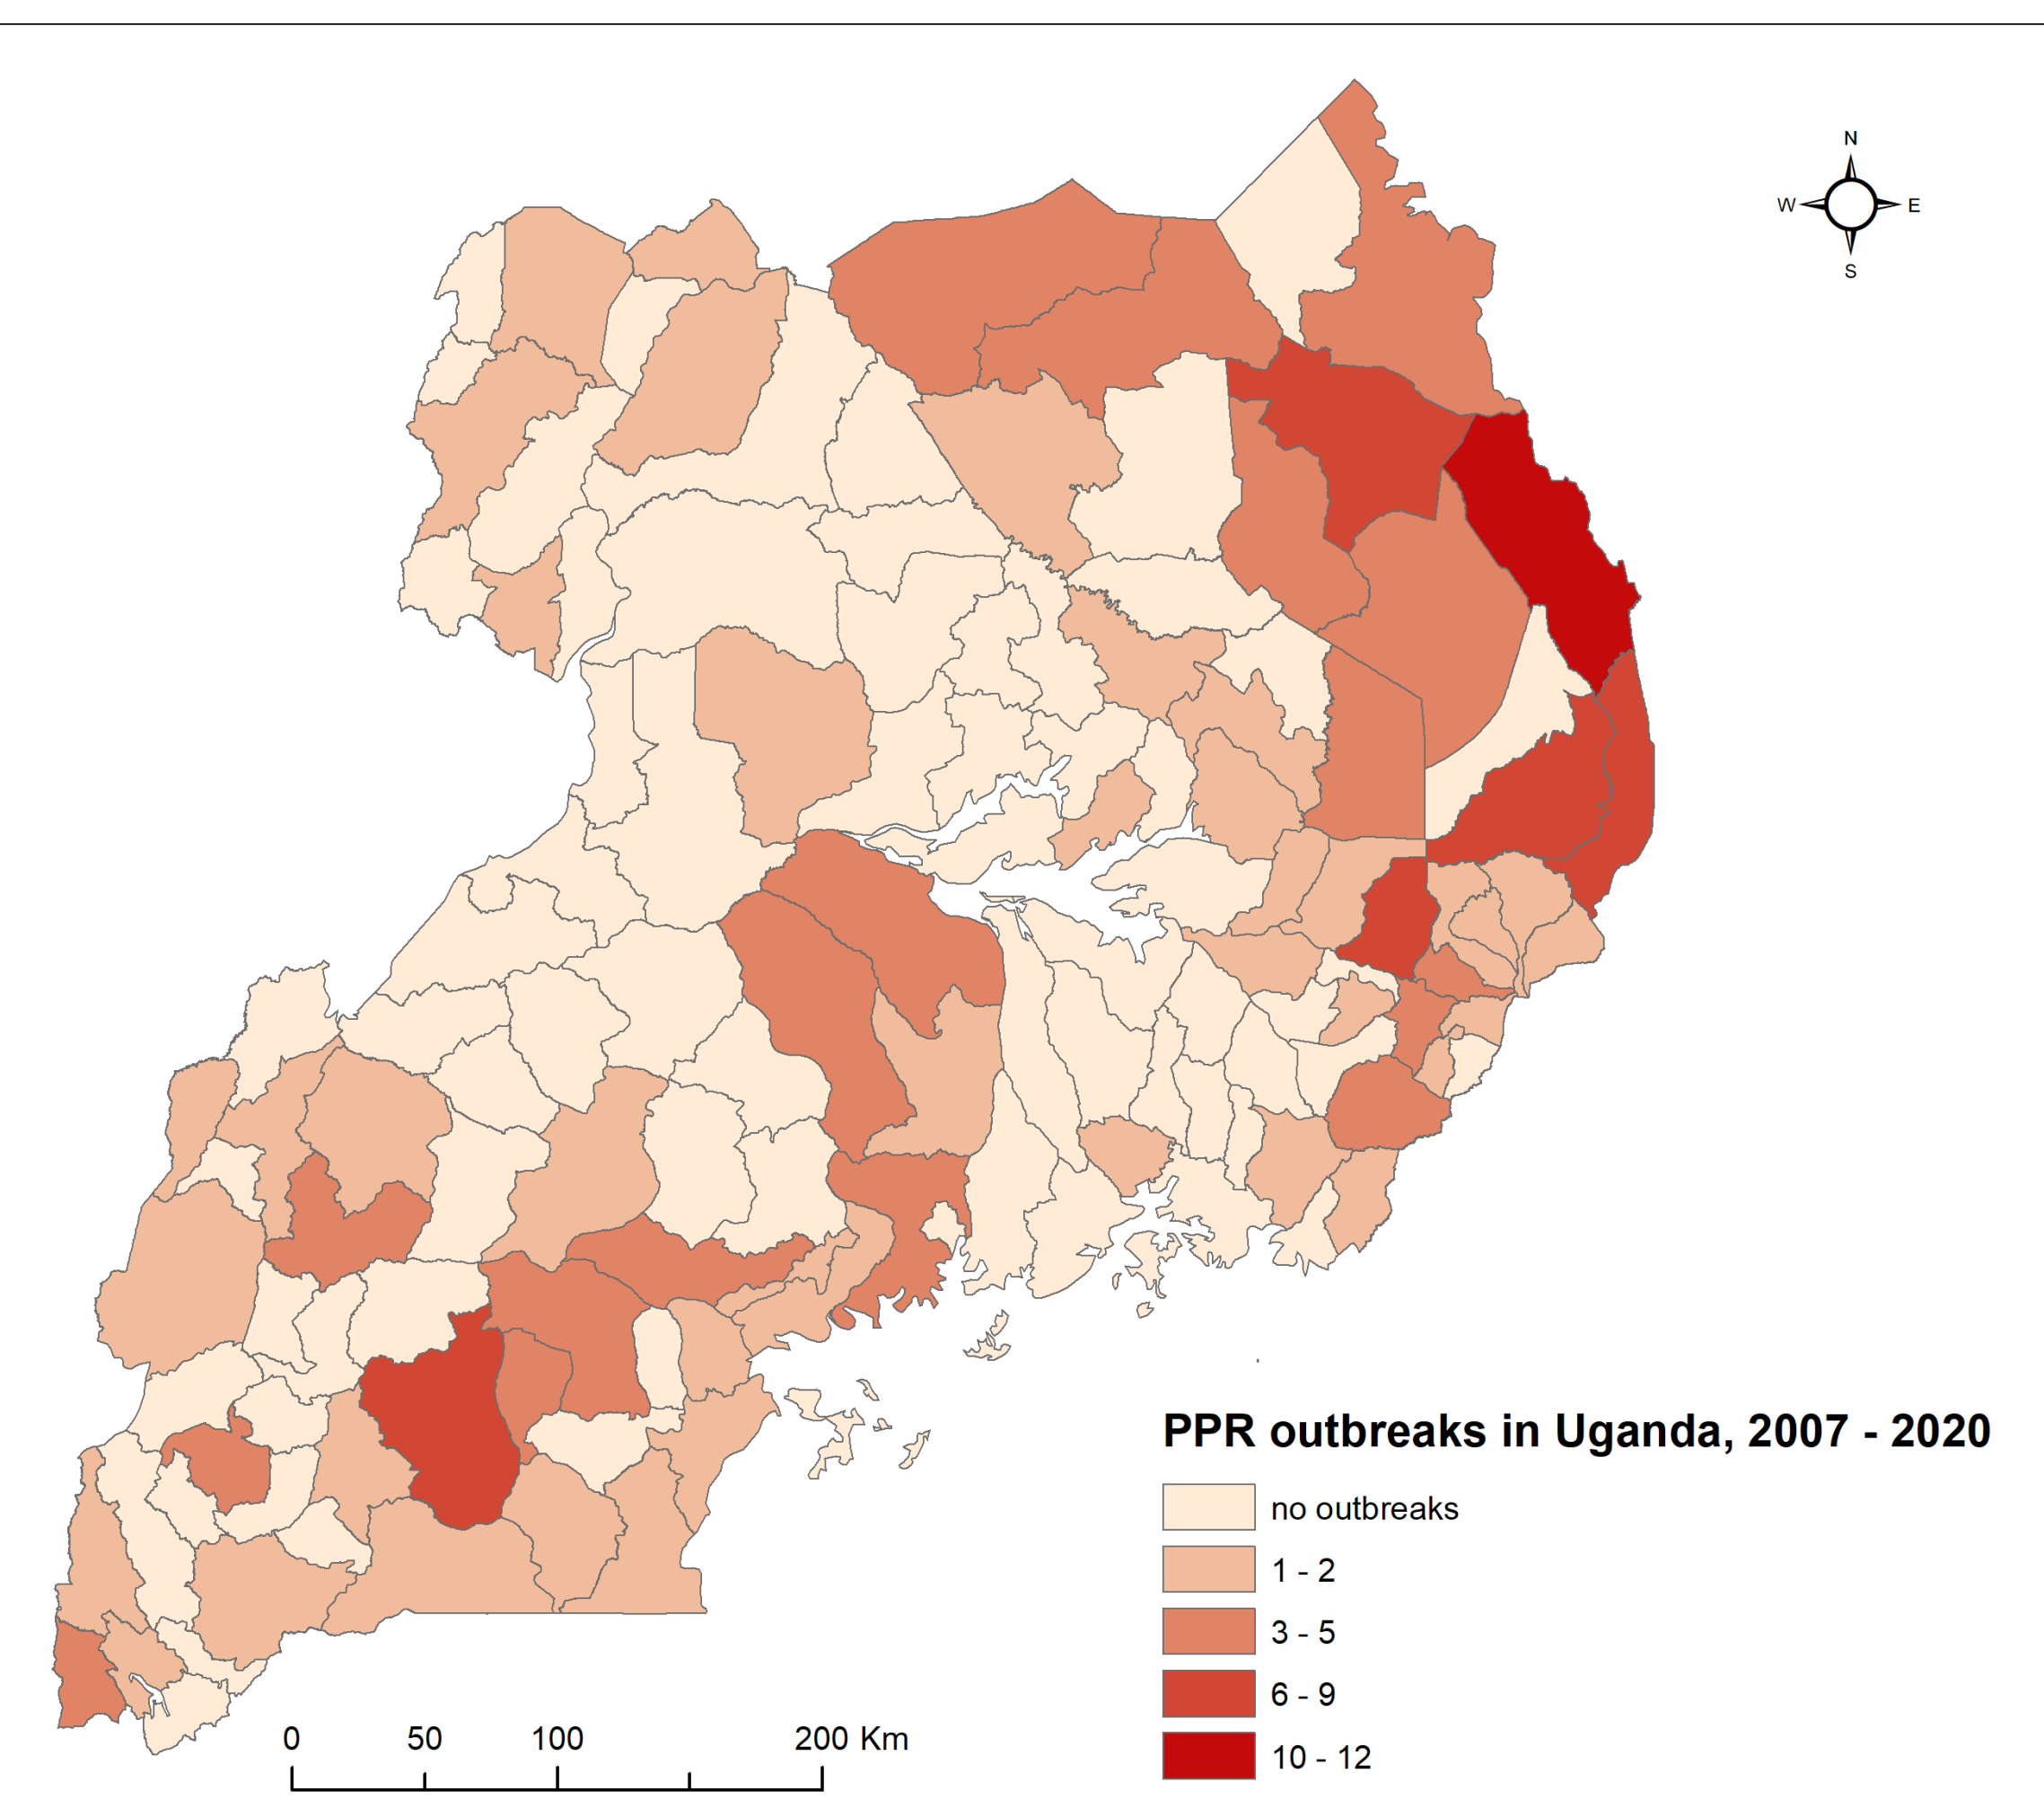 N
W E
S
PPR outbreaks in Uganda, 2007 - 2020
no outbreaks
1 - 2
3 - 5
6 - 9
10 - 12
0 50 100 200 Km